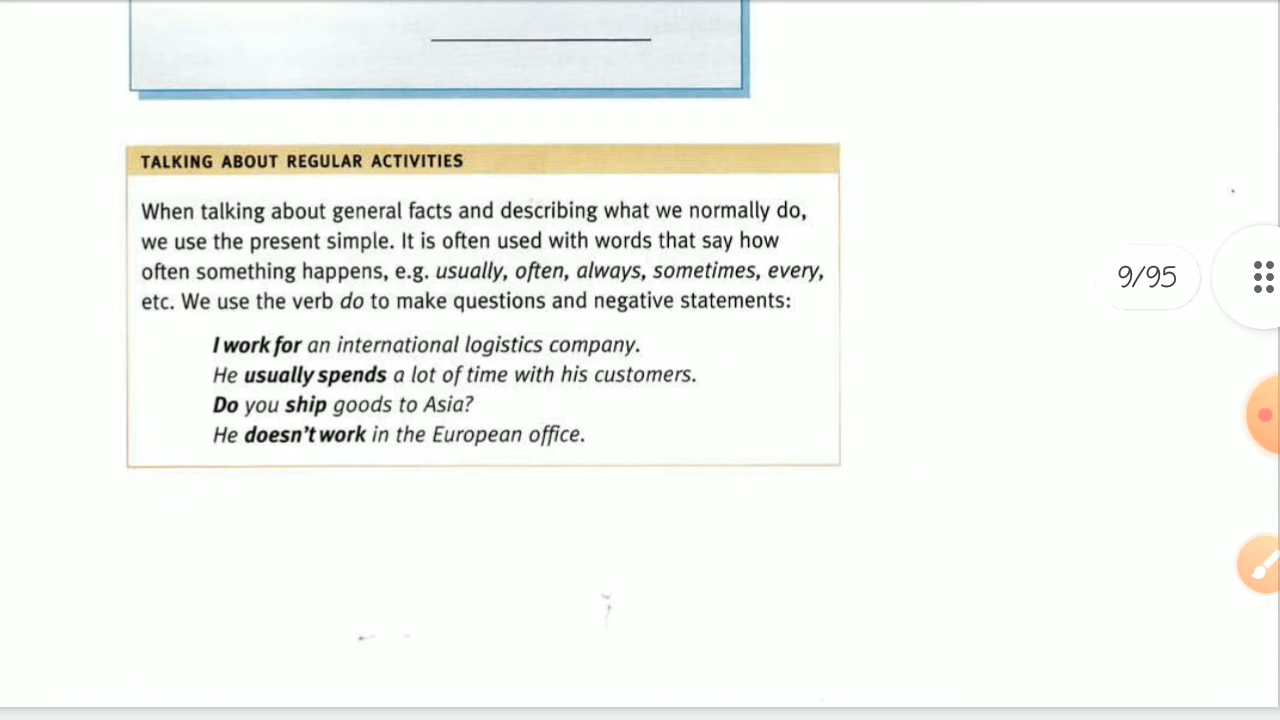 TALKING ABOUT REGULAR ACTIVITIES
When talking about general facts and describing what we normally do,
we use the present simple. It is often used with words that say how
often something happens, e.g. usually, often, always, sometimes, every,
etc. We use the verb do to make questions and negative statements:
I work for an international logistics company.
He usually spends a lot of time with his customers.
Do you ship goods to Asia?
He doesn't work in the European office.
9/95